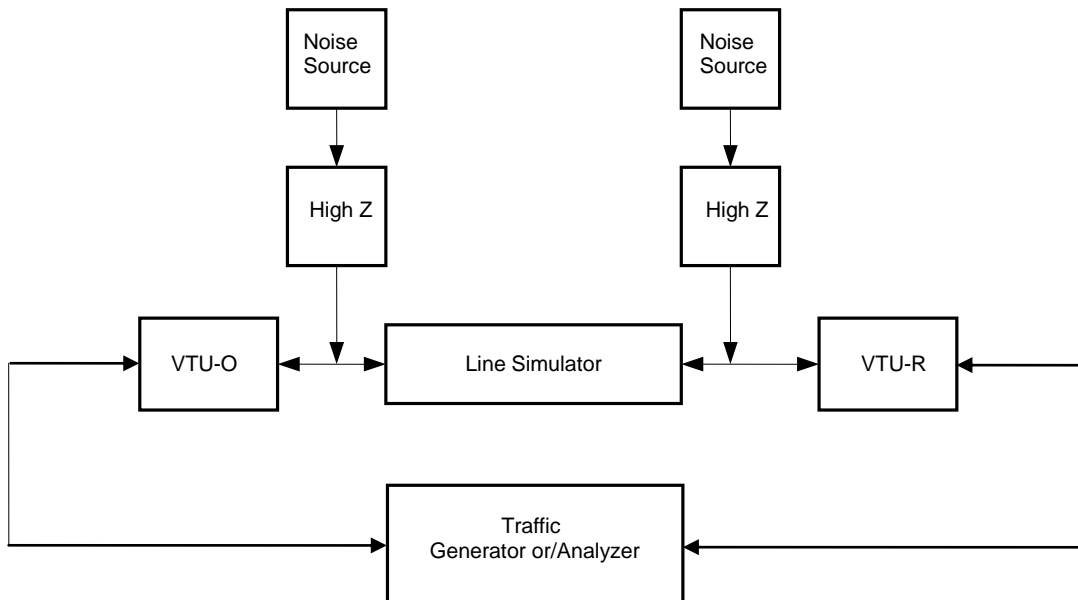 Noise
Source
Noise
Source
High Z
High Z
VTU-O
Line Simulator
VTU-R
Traffic
Generator or/Analyzer